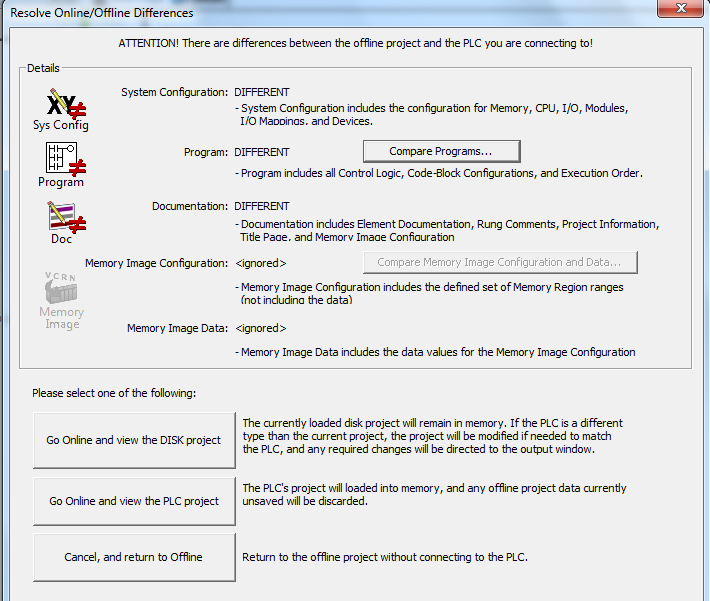 Resolve Online/Offline Differences
ATTENTION! There are differences between the offline project and the PLC you are connecting to!
Details
XY
Sys Config
System Configuration: DIFFERENT
- System Configuration includes the configuration for Memory, CPU, I/O, Modules,
I/O Mappings, and Devices.
Program
Program: DIFFERENT
Compare Programs...
- Program includes all Control Logic, Code-Block Configurations, and Execution Order.
Doc
Documentation: DIFFERENT
- Documentation includes Element Documentation, Rung Comments, Project Information,
Title Page, and Memory Image Configuration
VCRN
Memory
Image
Memory Image Configuration: <ignored>
Compare Memory Image Configuration and Data...
- Memory Image Configuration includes the defined set of Memory Region ranges
(not including the data)
Memory Image Data: <ignored>
- Memory Image Data includes the data values for the Memory Image Configuration
Please select one of the following:
Go Online and view the DISK project
The currently loaded disk project will remain in memory. If the PLC is a different
type than the current project, the project will be modified if needed to match
the PLC, and any required changes will be directed to the output window.
Go Online and view the PLC project
The PLC's project will loaded into memory, and any offline project data currently
unsaved will be discarded.
Cancel, and return to Offline
Return to the offline project without connecting to the PLC.